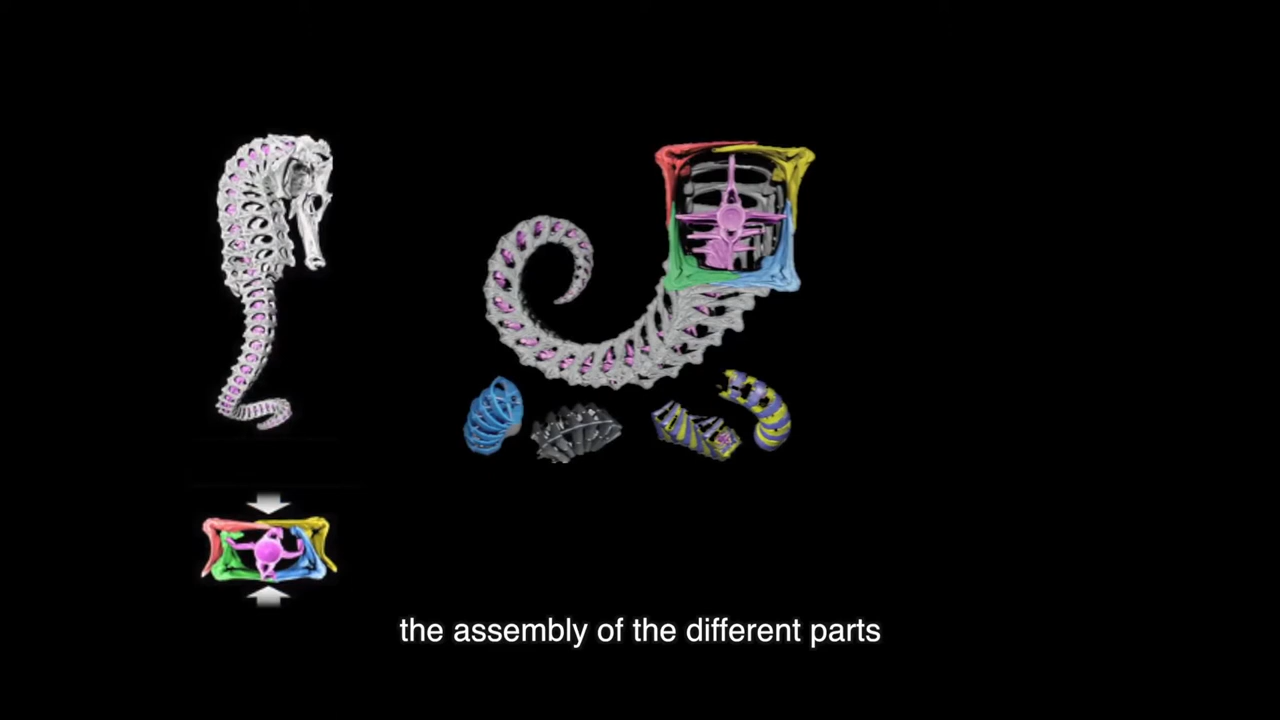 the assembly of the different parts